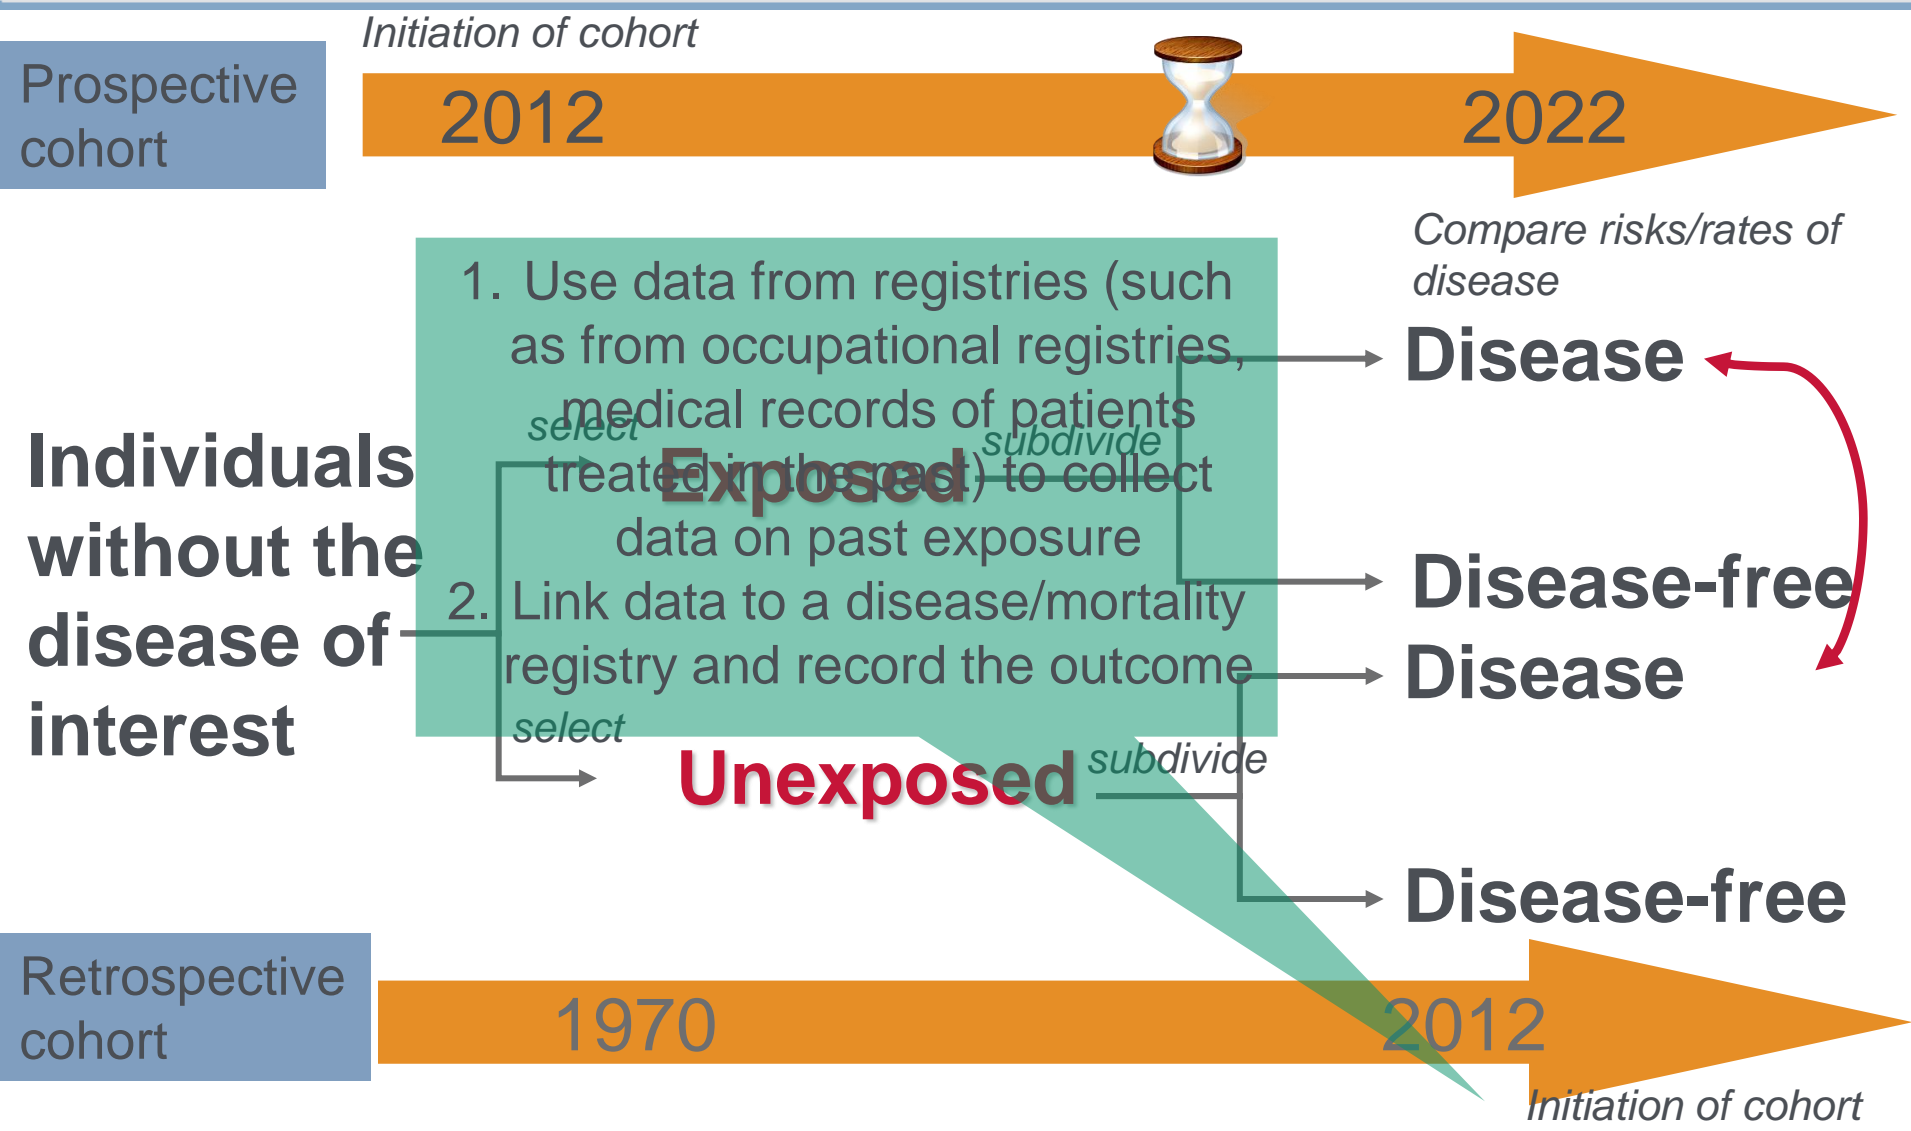 Initiation of cohort
Prospective
cohort
2012
2022
Compare risks/rates of
disease
1. Use data from registries (such
as from occupational registries,
medical records of patients
treated in the past) to collect
data on past exposure
2. Link data to a disease/mortality
registry and record the outcome
Individuals
without the
disease of
interest
select
Exposed
subdivide
Disease
Disease-free
select
Unexposed
subdivide
Disease
Disease-free
Retrospective
cohort
1970
2012
Initiation of cohort